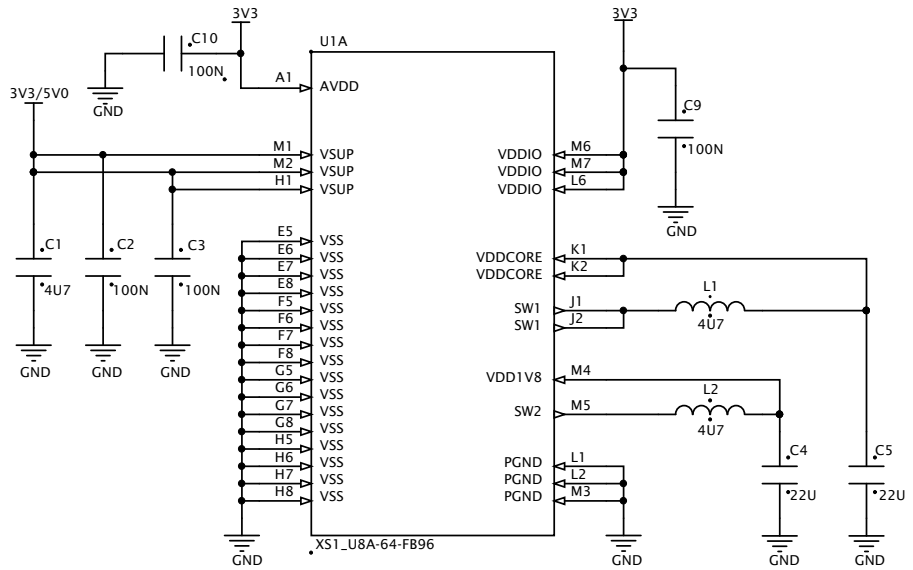 3V3
C10
100N
GND
3V3/5V0
U1A
A1 AVDD
M1 VSUP
M2 VSUP
H1 VSUP
E5 VSS
E6 VSS
E7 VSS
E8 VSS
F5 VSS
F6 VSS
F7 VSS
F8 VSS
G5 VSS
G6 VSS
G7 VSS
G8 VSS
H5 VSS
H6 VSS
H7 VSS
H8 VSS
GND
C1
4U7
GND
C2
100N
GND
C3
100N
GND
3V3
C9
100N
GND
VDDIO M6
VDDIO M7
VDDIO L6
VDDCORE K1
VDDCORE K2
SW1 J1
SW1 J2
L1
4U7
VDD1V8 M4
SW2 M5
L2
4U7
PGND L1
PGND L2
PGND M3
GND
C4
22U
GND
C5
22U
GND
XS1_U8A-64-FB96